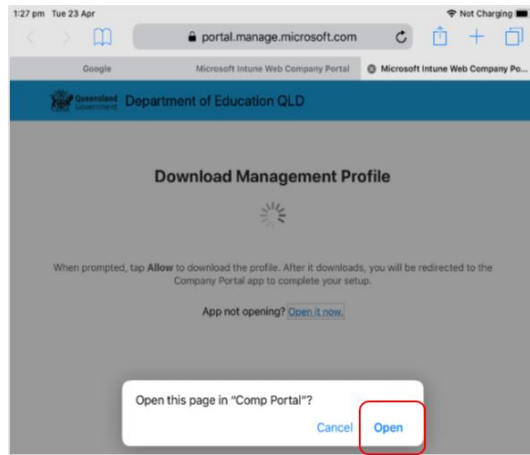 1:27 pm Tue 23 Apr Not Charging
portal.manage.microsoft.com
Google Microsoft Intune Web Company Portal Microsoft Intune Web Company Po...
Queensland
Government
Department of Education QLD
Download Management Profile
When prompted, tap Allow to download the profile. After it downloads, you will be redirected to the
Company Portal app to complete your setup.
App not opening? Open it now.
Open this page in “Comp Portal”?
Cancel Open